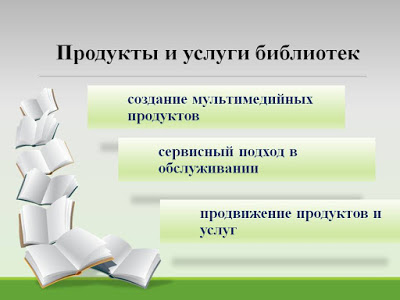 Продукты и услуги библиотек
создание мультимедийных
продуктов
сервисный подход в
обслуживании
продвижение продуктов и
услуг